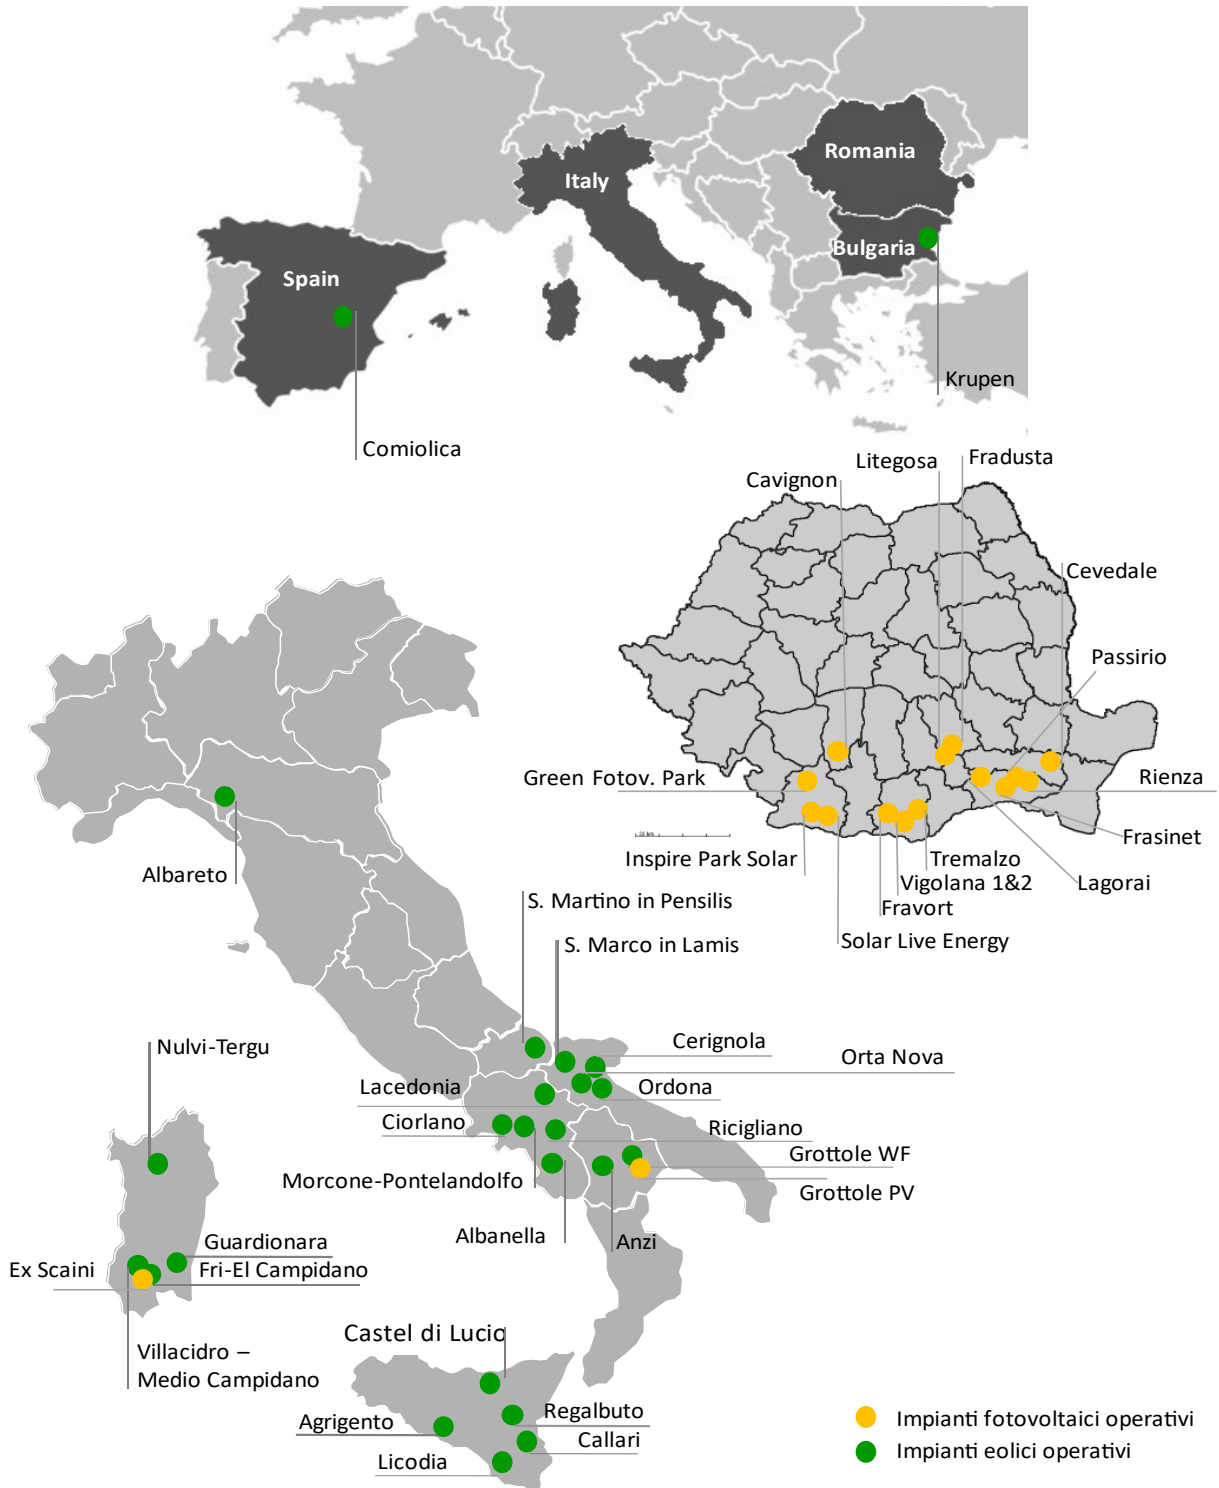 Romania
Italy
Bulgaria
Spain
Krupen
Comiolica
Litegosa
Fradusta
Cavignon
Cevedale
Passirio
Green Fotov. Park
Rienza
Frasinet
Inspire Park Solar
Tremalzo
Vigolana 1&2
Lagorai
Fravort
Solar Live Energy
Albareto
S. Martino in Pensilis
S. Marco in Lamis
Nulvi-Tergu
Cerignola
Orta Nova
Lacedonia
Ordona
Ciorlano
Ricigliano
Grottole WF
Morcone-Pontelandolfo
Grottole PV
Albanella
Anzi
Guardionara
Ex Scaini
Fri-El Campidano
Castel di Lucio
Villacidro –
Medio Campidano
Regalbuto
Agrigento
Callari
Licodia
Impianti fotovoltaici operativi
Impianti eolici operativi